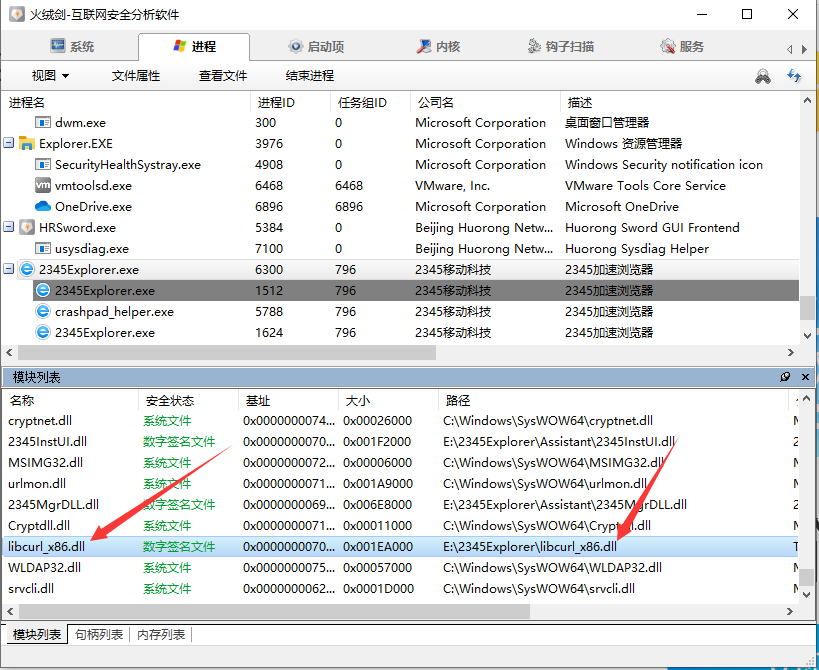 火绒剑-互联网安全分析软件
系统 进程 启动项 内核 钩子扫描 服务
视图 文件属性 查看文件 结束进程
进程名 进程ID 任务组ID 公司名 描述
dwm.exe 300 0 Microsoft Corporation 桌面窗口管理器
Explorer.EXE 3976 0 Microsoft Corporation Windows 资源管理器
SecurityHealthSystray.exe 4908 0 Microsoft Corporation Windows Security notification icon
vmtoolsd.exe 6468 6468 VMware, Inc. VMware Tools Core Service
OneDrive.exe 6896 6896 Microsoft Corporation Microsoft OneDrive
HRSword.exe 5384 0 Beijing Huorong Netw... Huorong Sword GUI Frontend
usysdiag.exe 7100 0 Beijing Huorong Netw... Huorong Sysdiag Helper
2345Explorer.exe 6300 796 2345移动科技 2345加速浏览器
2345Explorer.exe 1512 796 2345移动科技 2345加速浏览器
crashpad_helper.exe 5788 796 2345移动科技 2345加速浏览器
2345Explorer.exe 1624 796 2345移动科技 2345加速浏览器
模块列表
名称 安全状态 基址 大小 路径
cryptnet.dll 系统文件 0x0000000074... 0x00026000 C:\Windows\SysWOW64\cryptnet.dll
2345InstUI.dll 数字签名文件 0x0000000070... 0x001F2000 E:\2345Explorer\Assistant\2345InstUI.dll
MSIMG32.dll 系统文件 0x0000000072... 0x00006000 C:\Windows\SysWOW64\MSIMG32.dll
urlmon.dll 系统文件 0x0000000071... 0x001A9000 C:\Windows\SysWOW64\urlmon.dll
2345MgrDLL.dll 数字签名文件 0x0000000069... 0x006E8000 E:\2345Explorer\Assistant\2345MgrDLL.dll
Cryptdll.dll 系统文件 0x0000000071... 0x00011000 C:\Windows\SysWOW64\Cryptdll.dll
libcurl_x86.dll 数字签名文件 0x0000000070... 0x001EA000 E:\2345Explorer\libcurl_x86.dll
WLDAP32.dll 系统文件 0x0000000075... 0x00057000 C:\Windows\SysWOW64\WLDAP32.dll
srvcli.dll 系统文件 0x0000000062... 0x0001D000 C:\Windows\SysWOW64\srvcli.dll
模块列表 句柄列表 内存列表